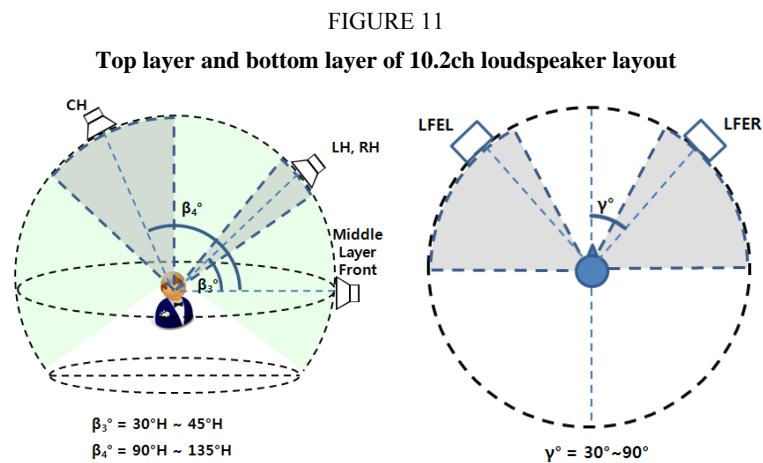 FIGURE 11
Top layer and bottom layer of 10.2ch loudspeaker layout
CH
LH, RH
β₄°
β₃°
Middle
Layer
Front
β₃° = 30°H ~ 45°H
β₄° = 90°H ~ 135°H
LFEL
LFER
γ°
γ° = 30°~90°